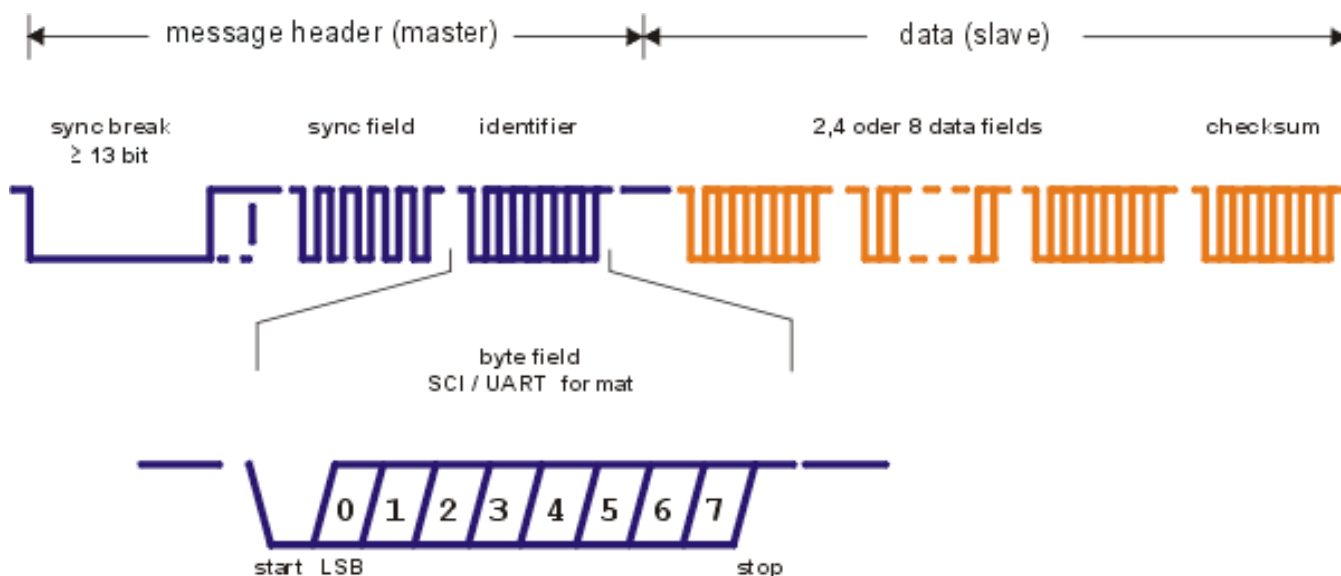 message header (master)
data (slave)
sync break
≥ 13 bit
sync field
identifier
2,4 oder 8 data fields
checksum
byte field
SCI / UART for mat
0 1 2 3 4 5 6 7
start LSB
stop